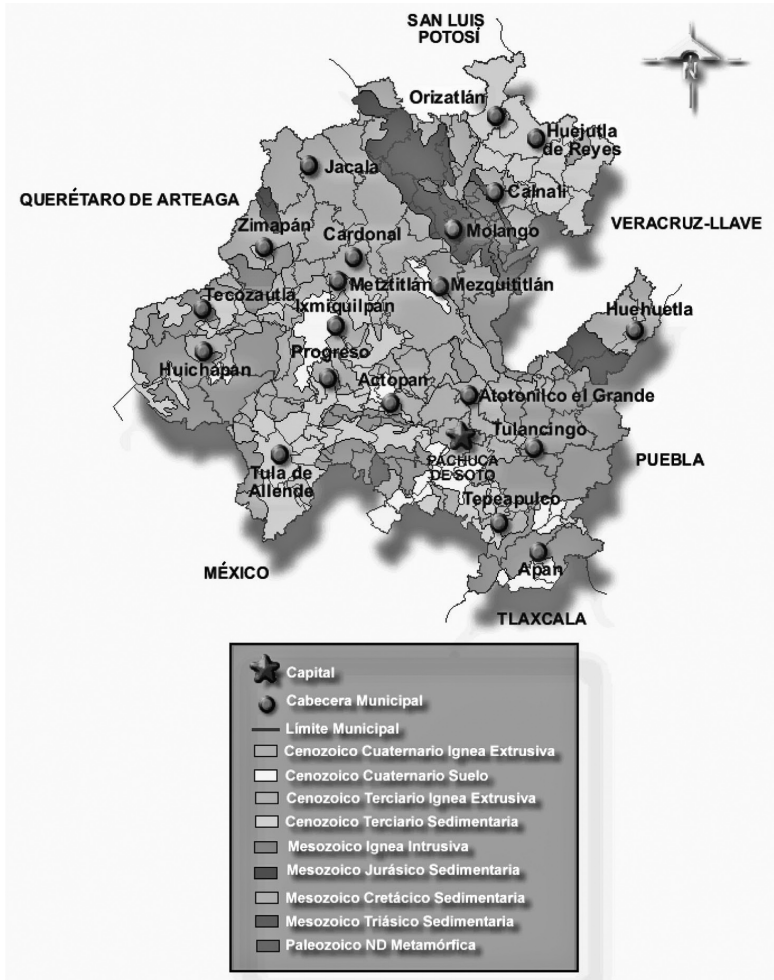 SAN LUIS
POTOSÍ
N
Orizatlán
Huejutla
de Reyes
Jacala
QUERÉTARO DE ARTEAGA
Calnali
Zimapán
Cardonal
Molango
VERACRUZ-LLAVE
Metztitlán
Mezquititlán
Tecozautla
Ixmiquilpan
Huehuetla
Progreso
Huichapan
Actopan
Atotonilco el Grande
Tulancingo
PACHUCA
DE SOTO
PUEBLA
Tula de
Allende
Tepeapulco
MÉXICO
Apan
TLAXCALA
Capital
Cabecera Municipal
Límite Municipal
Cenozoico Cuaternario Ignea Extrusiva
Cenozoico Cuaternario Suelo
Cenozoico Terciario Ignea Extrusiva
Cenozoico Terciario Sedimentaria
Mesozoico Ignea Intrusiva
Mesozoico Jurásico Sedimentaria
Mesozoico Cretácico Sedimentaria
Mesozoico Triásico Sedimentaria
Paleozoico ND Metamórfica